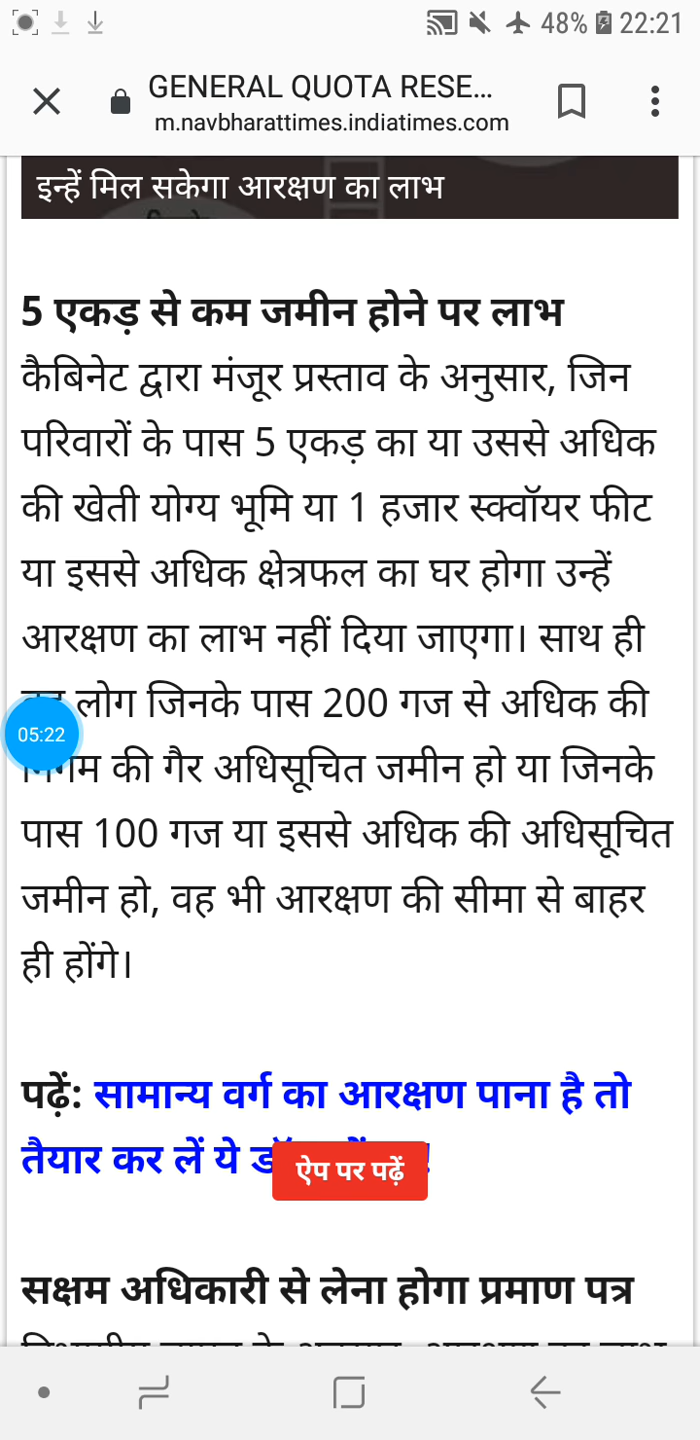 48% 22:21
GENERAL QUOTA RESE...
m.navbharattimes.indiatimes.com
इन्हें मिल सकेगा आरक्षण का लाभ
5 एकड़ से कम जमीन होने पर लाभ
कैबिनेट द्वारा मंजूर प्रस्ताव के अनुसार, जिन
परिवारों के पास 5 एकड़ का या उससे अधिक
की खेती योग्य भूमि या 1 हजार स्क्वॉयर फीट
या इससे अधिक क्षेत्रफल का घर होगा उन्हें
आरक्षण का लाभ नहीं दिया जाएगा। साथ ही
लोग जिनके पास 200 गज से अधिक की
05:22
की गैर अधिसूचित जमीन हो या जिनके
पास 100 गज या इससे अधिक की अधिसूचित
जमीन हो, वह भी आरक्षण की सीमा से बाहर
ही होंगे।
पढ़ें: सामान्य वर्ग का आरक्षण पाना है तो
तैयार कर लें ये
ऐप पर पढ़ें
सक्षम अधिकारी से लेना होगा प्रमाण पत्र